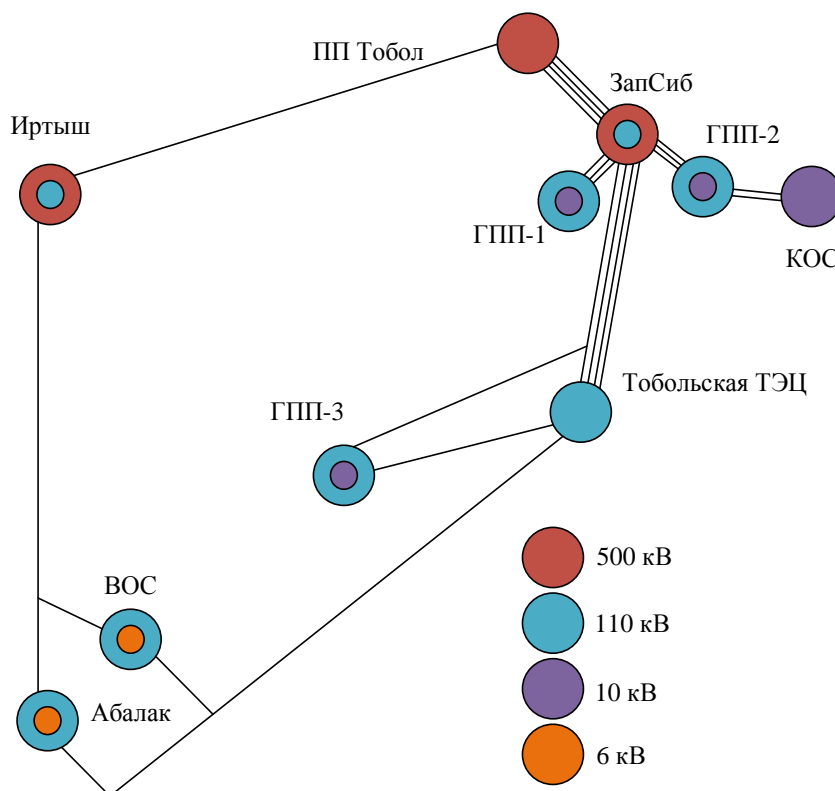 ПП Тобол
ЗапСиб
Иртыш
ГПП-2
ГПП-1
КОС
Тобольская ТЭЦ
ГПП-3
500 кВ
ВОС
110 кВ
10 кВ
Абалак
6 кВ